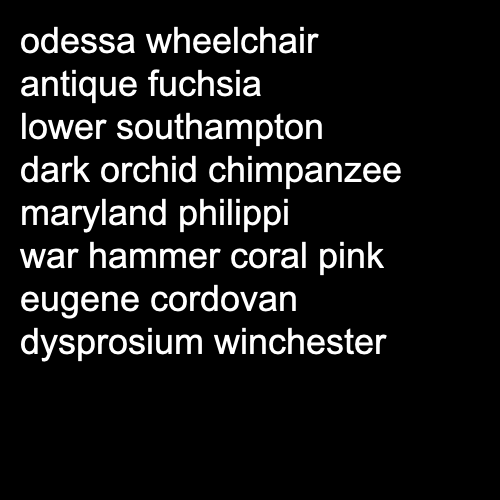 odessa wheelchair
antique fuchsia
lower southampton
dark orchid chimpanzee
maryland philippi
war hammer coral pink
eugene cordovan
dysprosium winchester